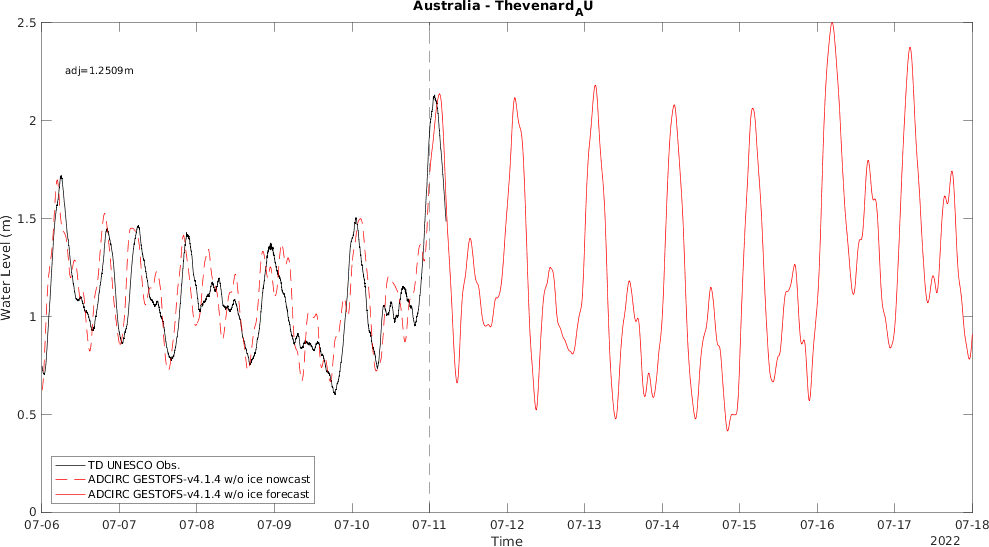 Australia - Thevenard_AU
adj=1.2509m
Water Level (m)
2.5
2
1.5
1
0.5
0
TD UNESCO Obs.
ADCIRC GESTOFS-v4.1.4 w/o ice nowcast
ADCIRC GESTOFS-v4.1.4 w/o ice forecast
07-06 07-07 07-08 07-09 07-10 07-11 07-12 07-13 07-14 07-15 07-16 07-17 07-18
Time
2022